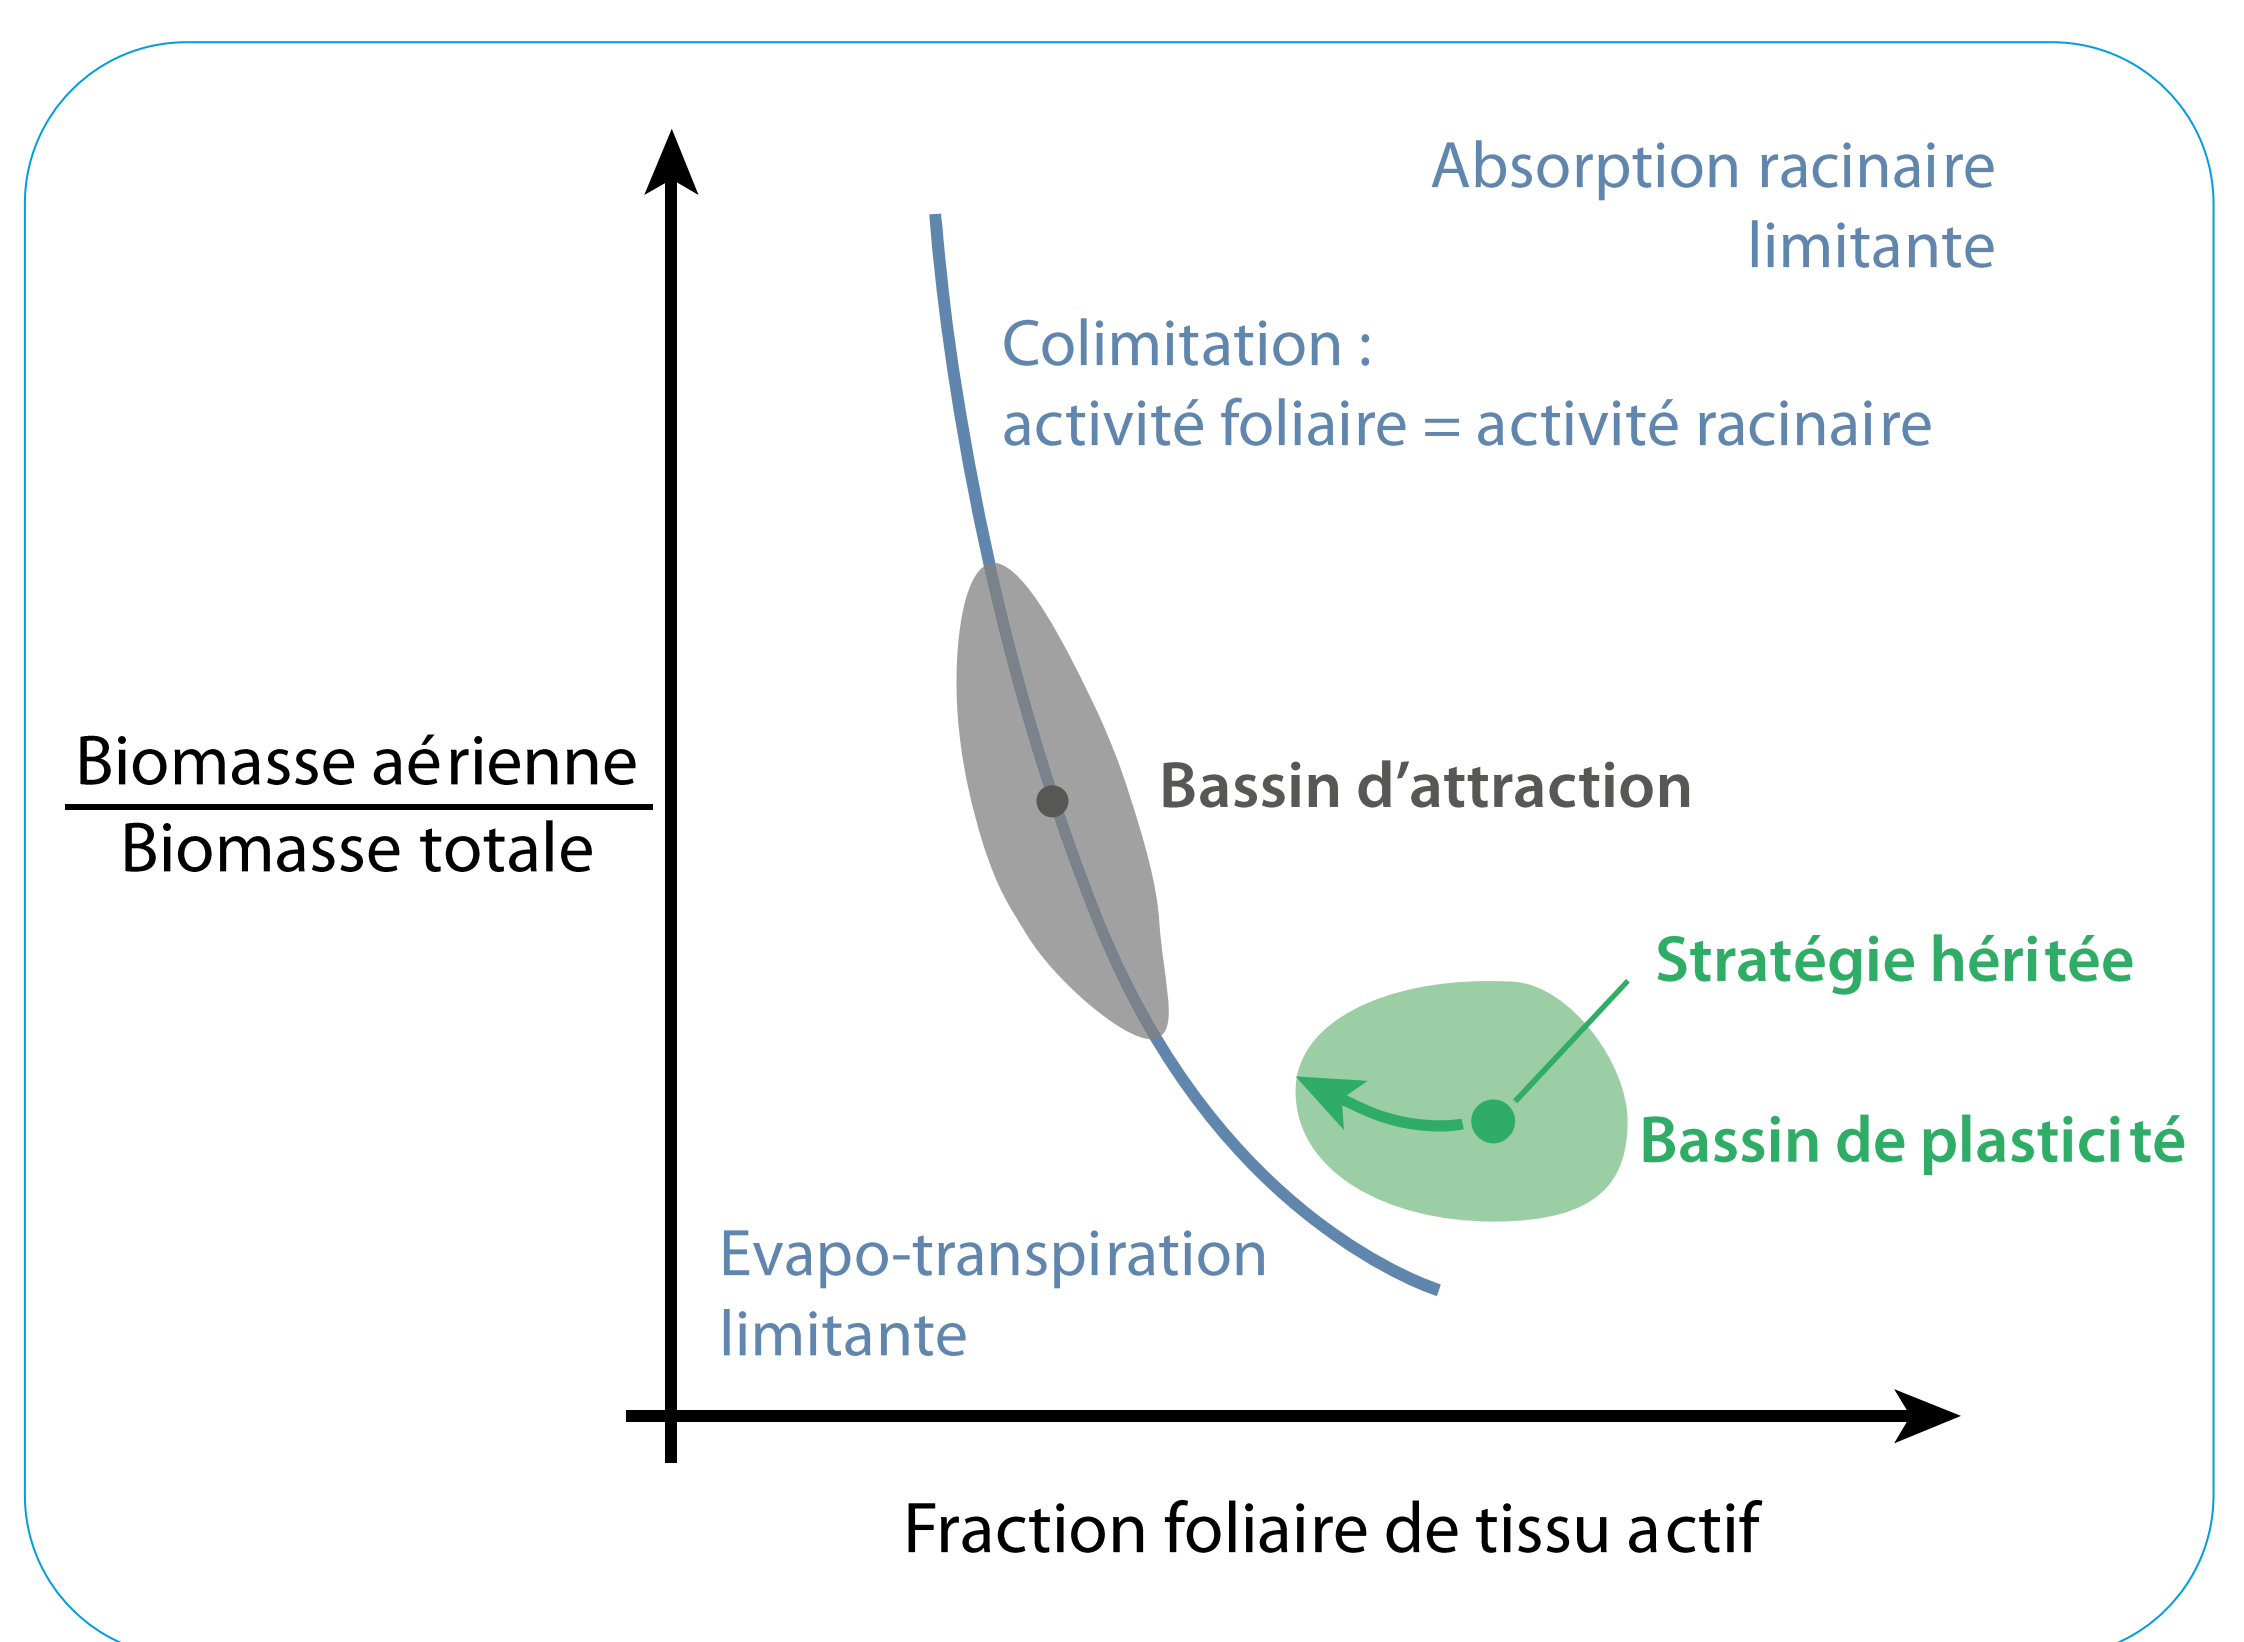 Absorption racinaire
limitante
Colimitation :
activité foliaire = activité racinaire
Biomasse aérienne
Biomasse totale
Bassin d’attraction
Stratégie héritée
Bassin de plasticité
Evapo-transpiration
limitante
Fraction foliaire de tissu actif